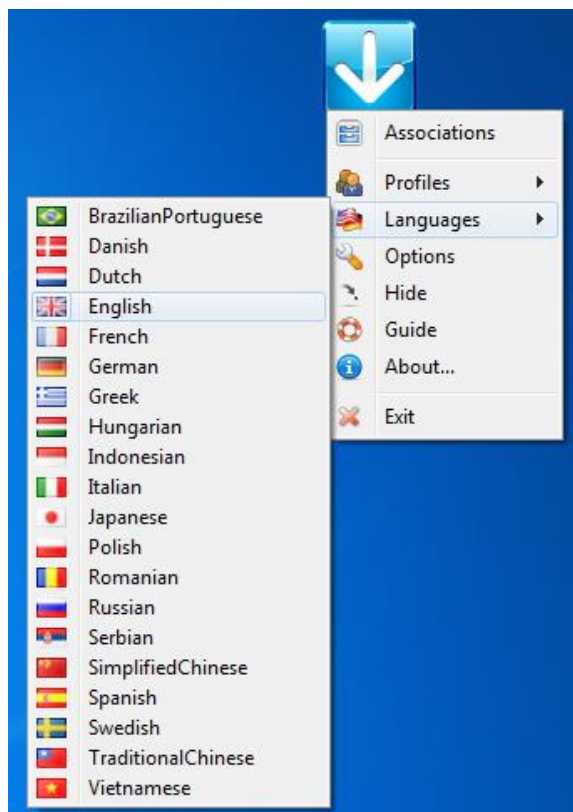 Associations
Profiles
Languages
Options
Hide
Guide
About...
Exit
BrazilianPortuguese
Danish
Dutch
English
French
German
Greek
Hungarian
Indonesian
Italian
Japanese
Polish
Romanian
Russian
Serbian
SimplifiedChinese
Spanish
Swedish
TraditionalChinese
Vietnamese